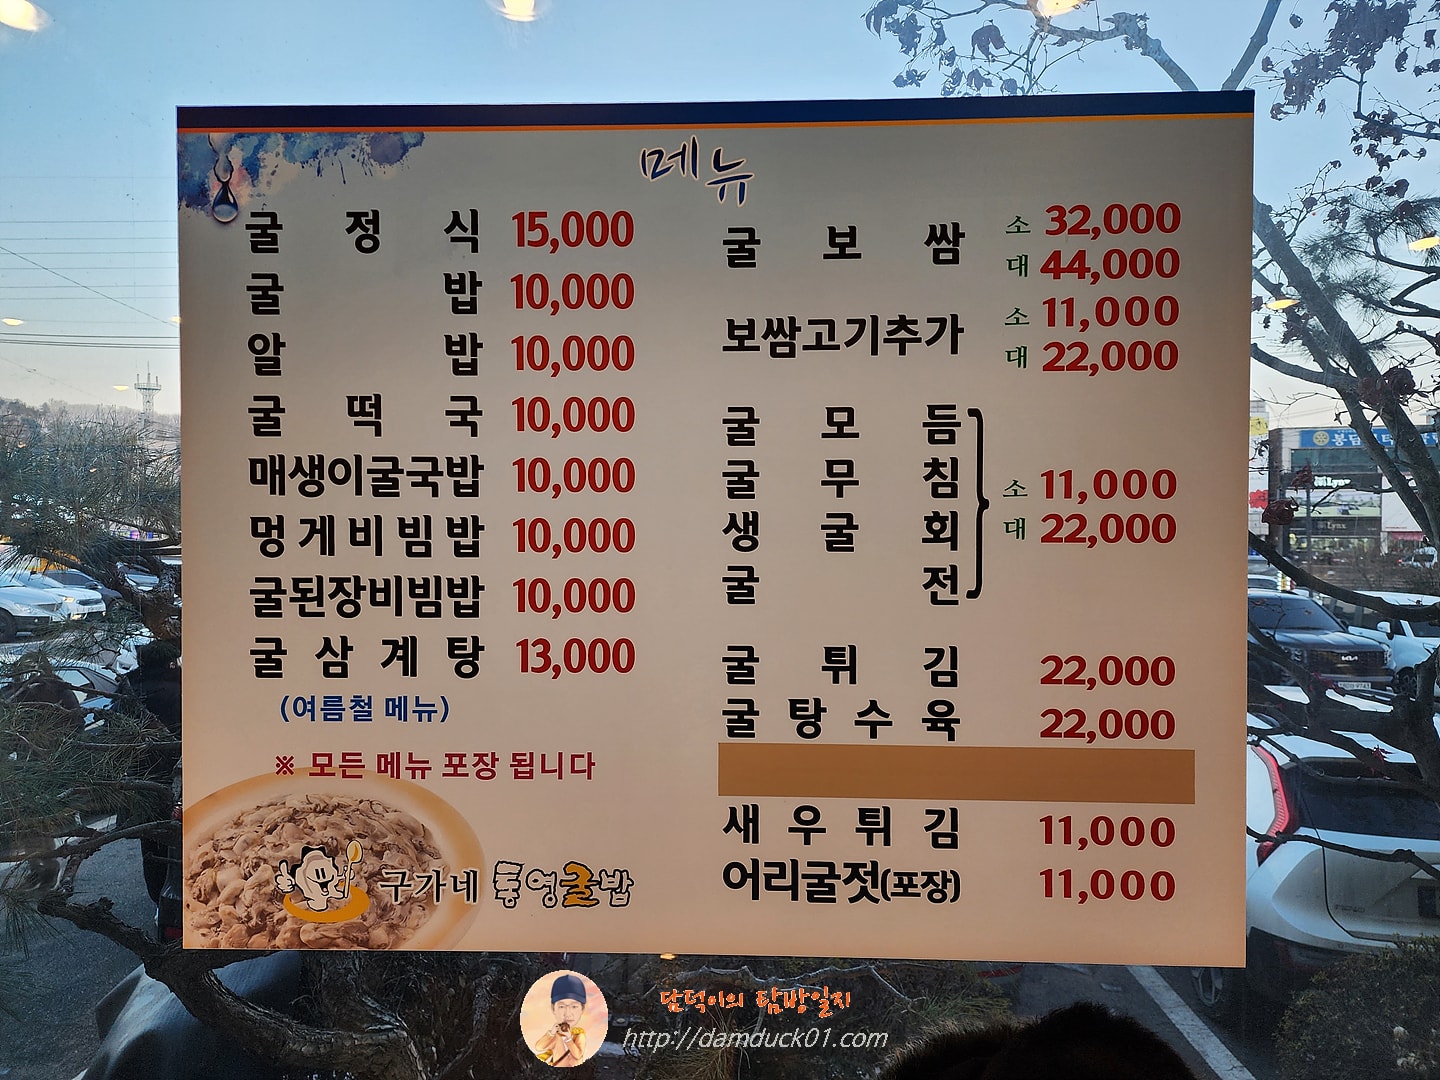 메뉴
굴정식 15,000
굴밥 10,000
알밥 10,000
굴떡국 10,000
매생이굴국밥 10,000
멍게비빔밥 10,000
굴된장비빔밥 10,000
굴삼계탕 13,000
(여름철 메뉴)
※ 모든 메뉴 포장 됩니다
구가네 통영굴밥
굴보쌈 소 32,000
대 44,000
보쌈고기추가 소 11,000
대 22,000
굴모듬
굴무침 소 11,000
생굴회 대 22,000
굴전
굴튀김 22,000
굴탕수육 22,000
새우튀김 11,000
어리굴젓(포장) 11,000
담덕이의 탐방일지
http://damduck01.com